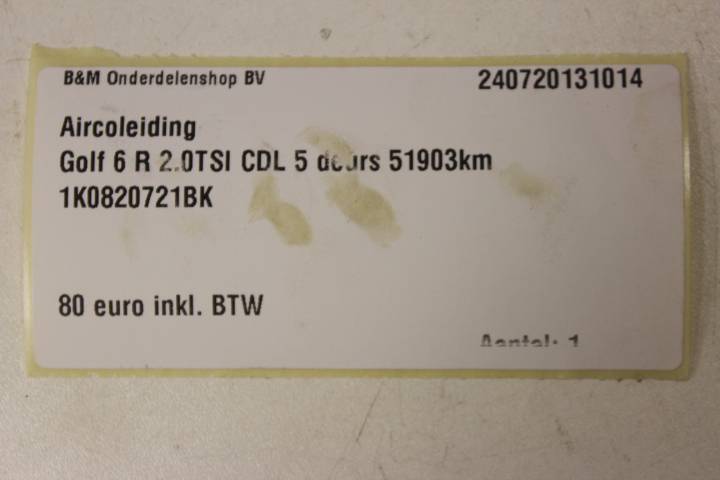 B&M Onderdelenshop BV 240720131014
Aircoleiding
Golf 6 R 2.0TSI CDL 5 deurs 51903km
1K0820721BK
80 euro inkl. BTW
Aantal: 1